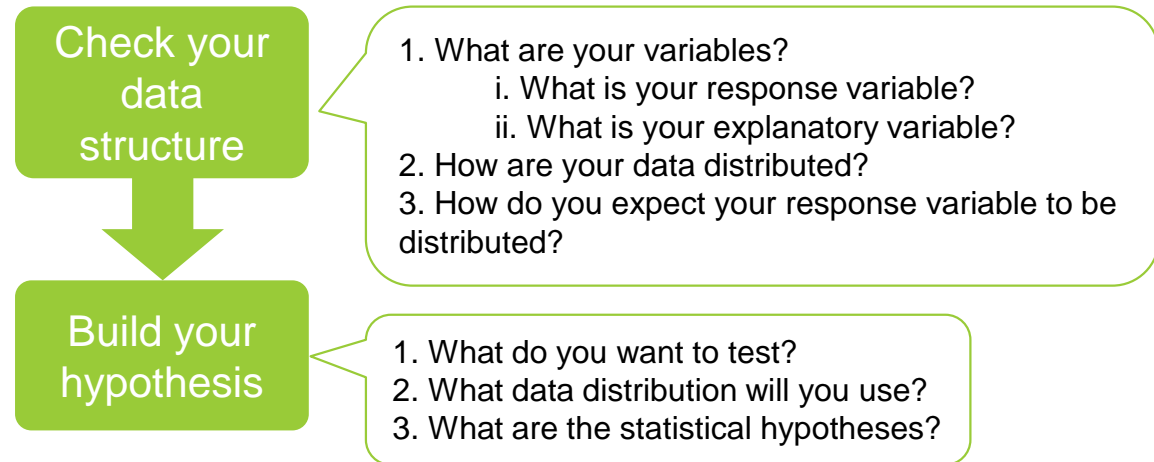 Check your
data
structure
1. What are your variables?
i. What is your response variable?
ii. What is your explanatory variable?
2. How are your data distributed?
3. How do you expect your response variable to be
distributed?
Build your
hypothesis
1. What do you want to test?
2. What data distribution will you use?
3. What are the statistical hypotheses?